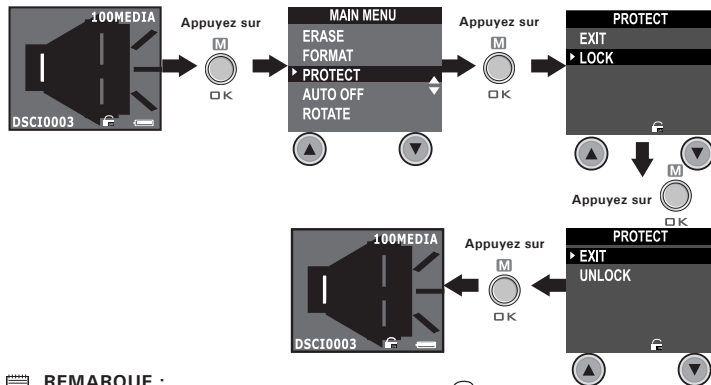 100MEDIA
DSCI0003
Appuyez sur
M
OK
MAIN MENU
ERASE
FORMAT
PROTECT
AUTO OFF
ROTATE
Appuyez sur
M
OK
PROTECT
EXIT
LOCK
Appuyez sur
M
OK
PROTECT
EXIT
UNLOCK
Appuyez sur
M
OK
100MEDIA
DSCI0003
REMARQUE :